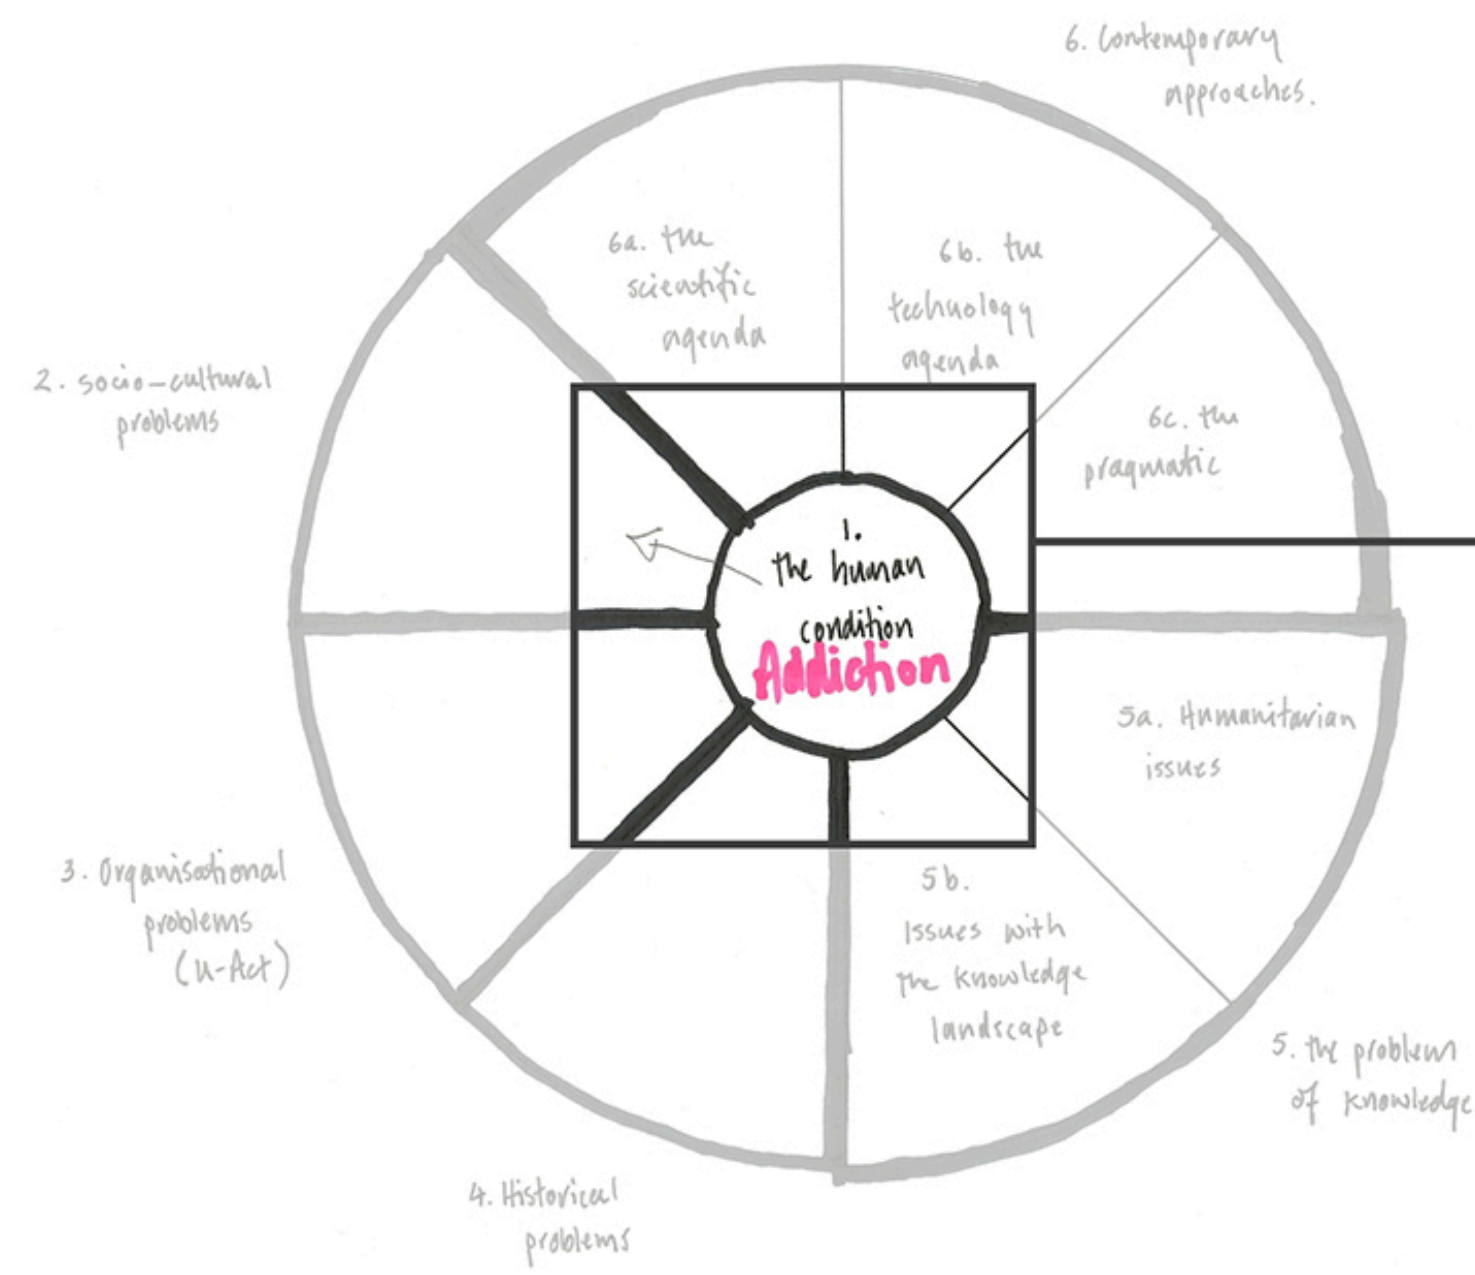 6. Contemporary
approaches.
6a. the
scientific
agenda
6b. the
technology
agenda
6c. the
pragmatic
2. socio-cultural
problems
1.
the human
condition
Addiction
5a. Humanitarian
issues
3. Organisational
problems
(U-Act)
5b.
Issues with
the knowledge
landscape
5. the problem
of knowledge
4. Historical
problems